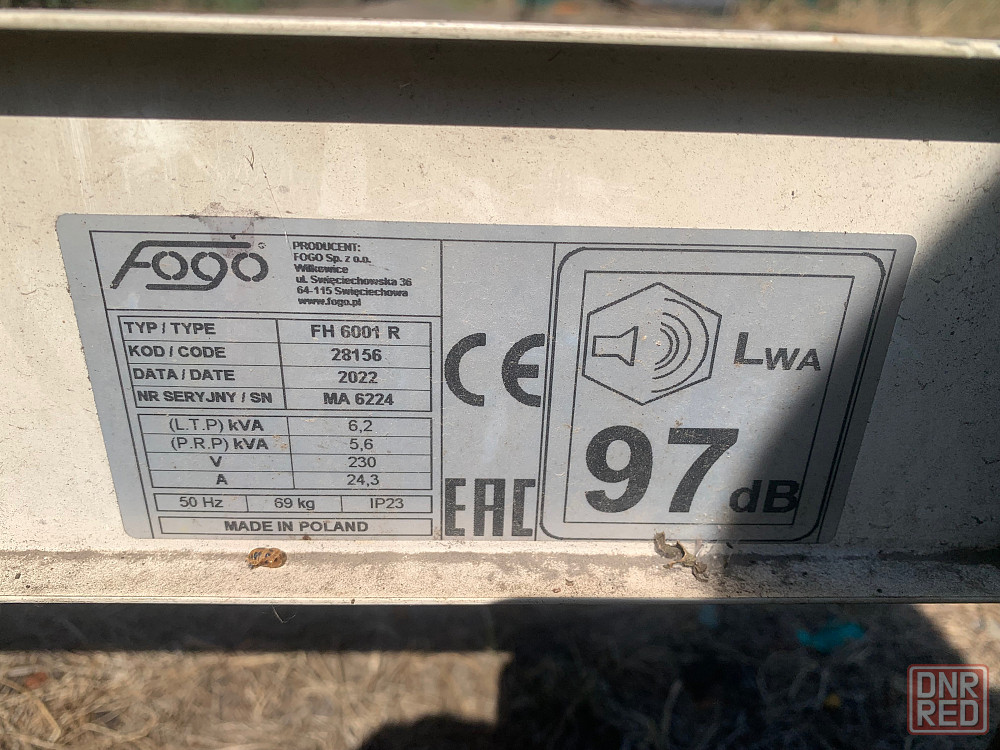 FOGO
PRODUCENT:
FOGO Sp. z o.o.
Wilkowice
ul. Święciechowska 36
64-115 Święciechowa
www.fogo.pl
TYP / TYPE FH 6001 R
KOD / CODE 28156
DATA / DATE 2022
NR SERYJNY / SN MA 6224
(L.T.P) kVA 6,2
(P.R.P) kVA 5,6
V 230
A 24,3
50 Hz 69 kg IP23
MADE IN POLAND
CE
EAC
LWA
97 dB
DNR
RED